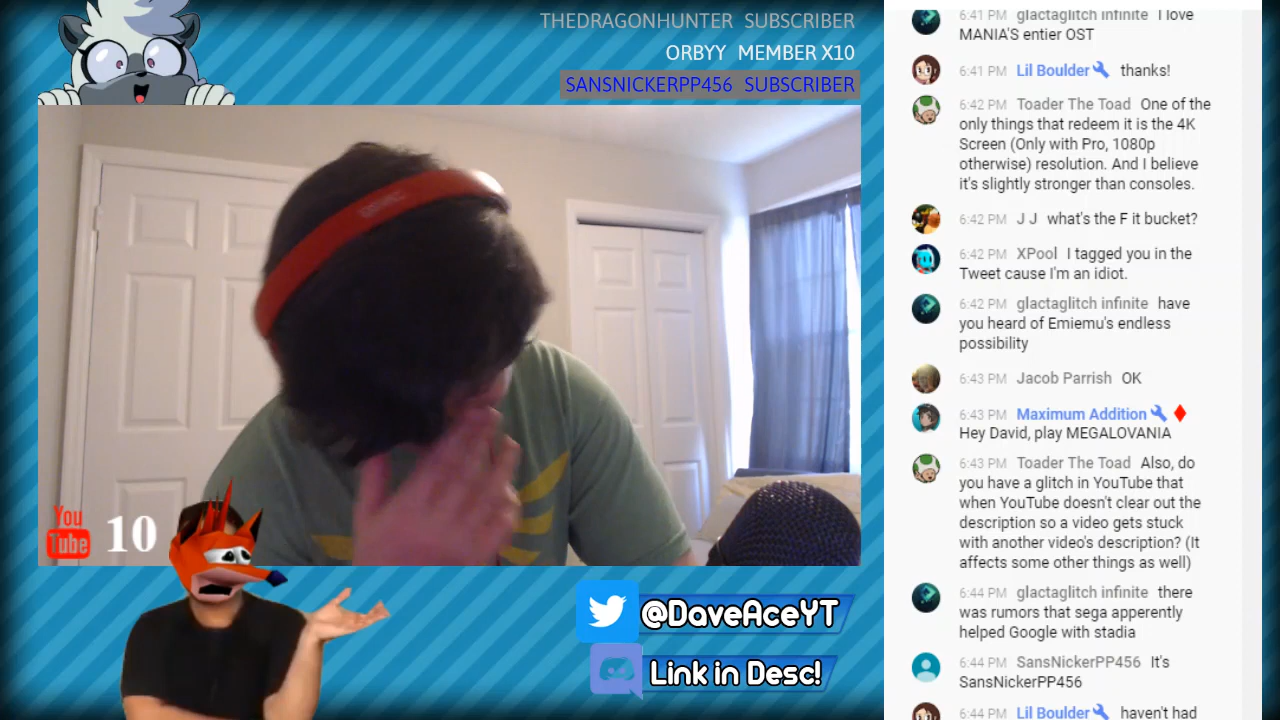 THEDRAGONHUNTER SUBSCRIBER
ORBYY MEMBER X10
SANSNICKERPP456 SUBSCRIBER
You
Tube
10
@DaveAceYT
Link in Desc!
6:41 PM glactaglitch infinite I love
MANIA'S entier OST
6:41 PM Lil Boulder thanks!
6:42 PM Toader The Toad One of the
only things that redeem it is the 4K
Screen (Only with Pro, 1080p
otherwise) resolution. And I believe
it's slightly stronger than consoles.
6:42 PM J J what's the F it bucket?
6:42 PM XPool I tagged you in the
Tweet cause I'm an idiot.
6:42 PM glactaglitch infinite have
you heard of Emiemu's endless
possibility
6:43 PM Jacob Parrish OK
6:43 PM Maximum Addition
Hey David, play MEGALOVANIA
6:43 PM Toader The Toad Also, do
you have a glitch in YouTube that
when YouTube doesn't clear out the
description so a video gets stuck
with another video's description? (It
affects some other things as well)
6:44 PM glactaglitch infinite there
was rumors that sega apperently
helped Google with stadia
6:44 PM SansNickerPP456 It's
SansNickerPP456
6:44 PM Lil Boulder haven't had